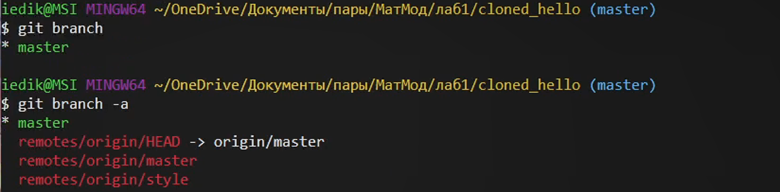 iedik@MSI MINGW64 ~/OneDrive/Документы/пары/МатМод/лаб1/cloned_hello (master)
$ git branch
* master
iedik@MSI MINGW64 ~/OneDrive/Документы/пары/МатМод/лаб1/cloned_hello (master)
$ git branch -a
* master
remotes/origin/HEAD -> origin/master
remotes/origin/master
remotes/origin/style